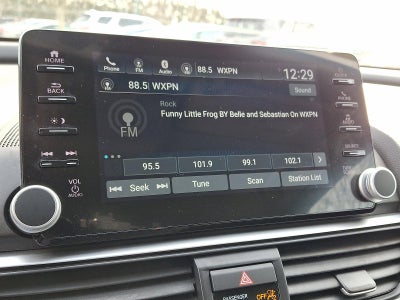 HOME
Phone FM Audio 88.5 WXPN 12:29
BACK
88.5 WXPN Sound
Rock
Funny Little Frog BY Belle and Sebastian On WXPN
FM
95.5 101.9 99.1 102.1
Seek Tune Scan Station List
VOL
AUDIO
PASSENGER
OFF